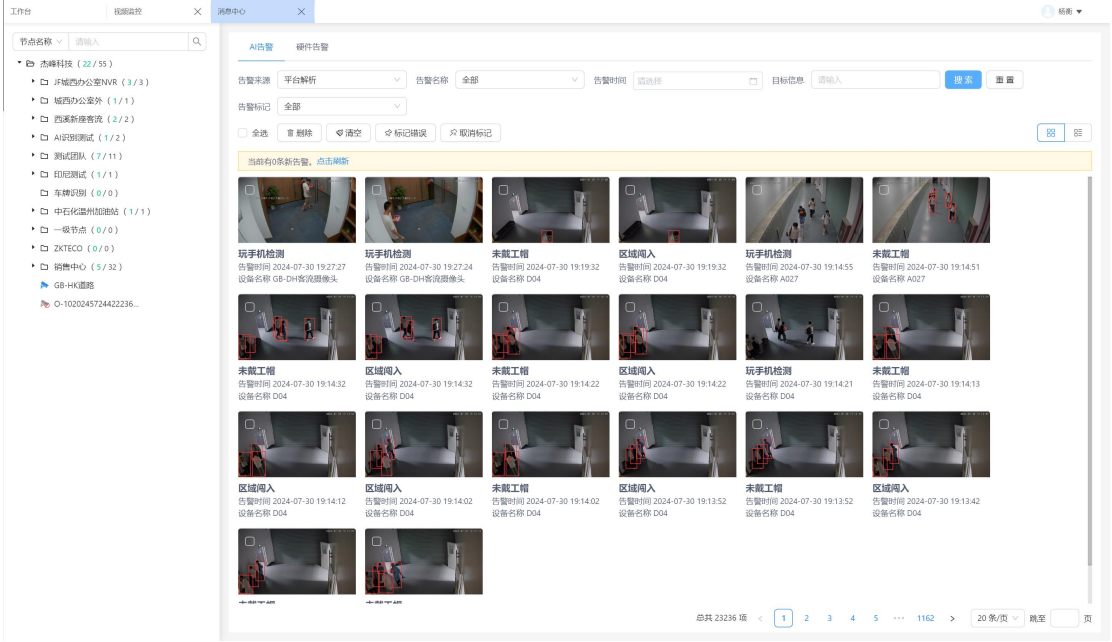 工作台 视频监控 消息中心 杨衡
节点名称 请输入
杰峰科技 ( 22 / 55 )
JF城西办公室NVR ( 3 / 3 )
城西办公室外 ( 1 / 1 )
西溪新座客流 ( 2 / 2 )
AI识别测试 ( 1 / 2 )
测试团队 ( 7 / 11 )
印尼测试 ( 1 / 1 )
车牌识别 ( 0 / 0 )
中石化温州加油站 ( 1 / 1 )
一级节点 ( 0 / 0 )
ZKTECO ( 0 / 0 )
销售中心 ( 5 / 32 )
GB-HK道路
O-1020245724422236...
AI告警 硬件告警
告警来源 平台解析 告警名称 全部 告警时间 请选择 目标信息 请输入 搜索 重置
告警标记 全部
全选 删除 清空 标记错误 取消标记
当前有0条新告警。点击刷新
玩手机检测 玩手机检测 未戴工帽 区域闯入 玩手机检测 未戴工帽
告警时间 2024-07-30 19:27:27 告警时间 2024-07-30 19:27:24 告警时间 2024-07-30 19:19:32 告警时间 2024-07-30 19:19:32 告警时间 2024-07-30 19:14:55 告警时间 2024-07-30 19:14:51
设备名称 GB-DH客流摄像头 设备名称 GB-DH客流摄像头 设备名称 D04 设备名称 D04 设备名称 A027 设备名称 A027
未戴工帽 区域闯入 未戴工帽 区域闯入 玩手机检测 未戴工帽
告警时间 2024-07-30 19:14:32 告警时间 2024-07-30 19:14:32 告警时间 2024-07-30 19:14:22 告警时间 2024-07-30 19:14:22 告警时间 2024-07-30 19:14:21 告警时间 2024-07-30 19:14:13
设备名称 D04 设备名称 D04 设备名称 D04 设备名称 D04 设备名称 D04 设备名称 D04
区域闯入 区域闯入 未戴工帽 区域闯入 未戴工帽 区域闯入
告警时间 2024-07-30 19:14:12 告警时间 2024-07-30 19:14:02 告警时间 2024-07-30 19:14:02 告警时间 2024-07-30 19:13:52 告警时间 2024-07-30 19:13:52 告警时间 2024-07-30 19:13:42
设备名称 D04 设备名称 D04 设备名称 D04 设备名称 D04 设备名称 D04 设备名称 D04
总共 23236 项 < 1 2 3 4 5 ··· 1162 > 20 条/页 跳至 页